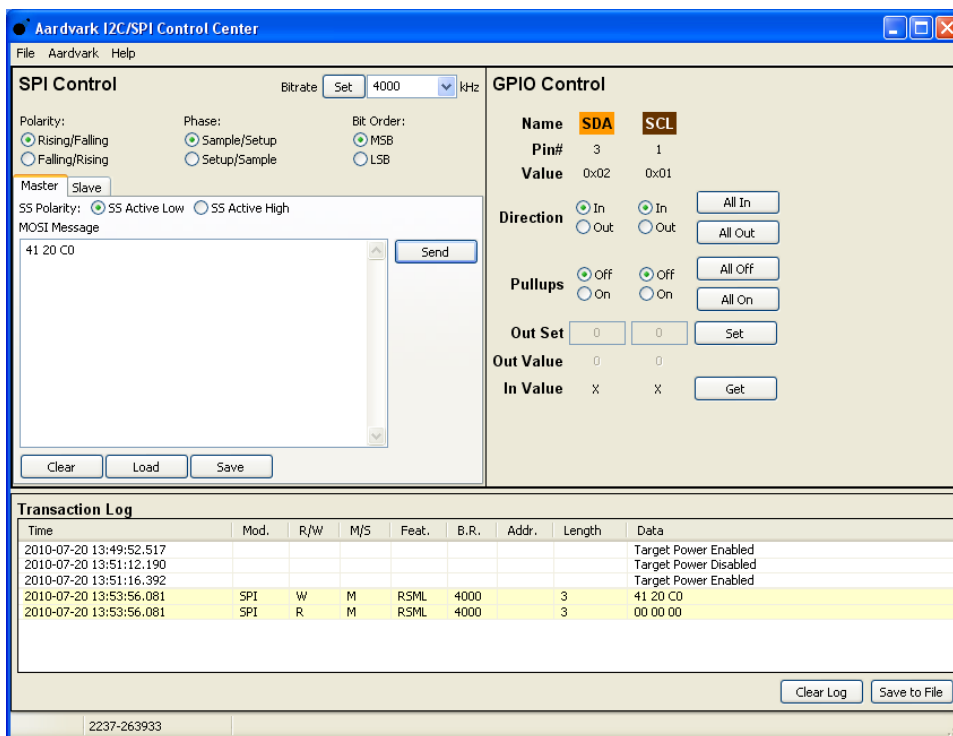 Aardvark I2C/SPI Control Center
File Aardvark Help
SPI Control
Bitrate Set 4000 kHz
Polarity: Phase: Bit Order:
Rising/Falling Sample/Setup MSB
Falling/Rising Setup/Sample LSB
Master Slave
SS Polarity: SS Active Low SS Active High
MOSI Message
41 20 C0
Send
Clear Load Save
GPIO Control
Name SDA SCL
Pin# 3 1
Value 0x02 0x01
Direction In In All In
Out Out All Out
Pullups Off Off All Off
On On All On
Out Set 0 0 Set
Out Value 0 0
In Value X X Get
Transaction Log
Time Mod. R/W M/S Feat. B.R. Addr. Length Data
2010-07-20 13:49:52.517 Target Power Enabled
2010-07-20 13:51:12.190 Target Power Disabled
2010-07-20 13:51:16.392 Target Power Enabled
2010-07-20 13:53:56.081 SPI W M RSML 4000 3 41 20 C0
2010-07-20 13:53:56.081 SPI R M RSML 4000 3 00 00 00
Clear Log Save to File
2237-263933